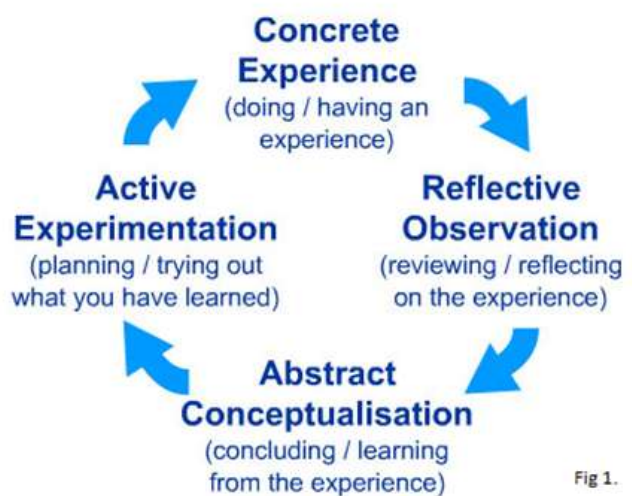 Concrete
Experience
(doing / having an
experience)
Reflective
Observation
(reviewing / reflecting
on the experience)
Abstract
Conceptualisation
(concluding / learning
from the experience)
Active
Experimentation
(planning / trying out
what you have learned)
Fig 1.